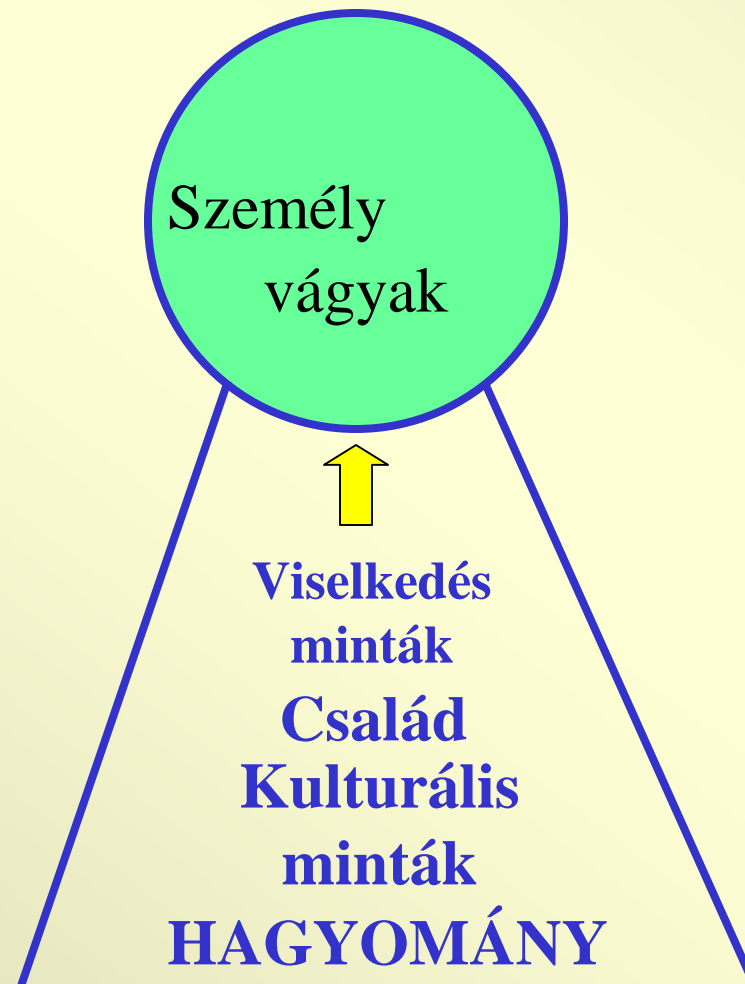 Személy
vágyak
Viselkedés
minták
Család
Kulturális
minták
HAGYOMÁNY